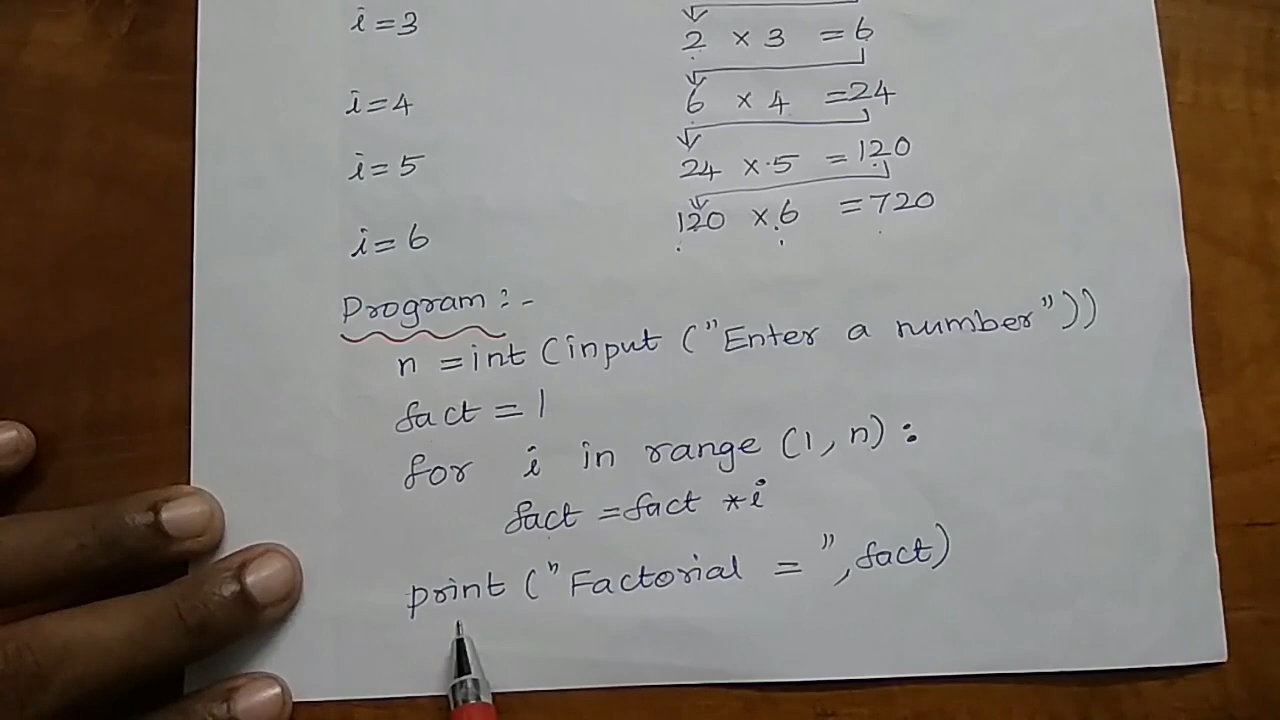 i=3 2 × 3 = 6
i=4 6 × 4 =24
i=5 24 × 5 = 120
i=6 120 × 6 = 720
Program :-
n =int (input ("Enter a number"))
fact = 1
for i in range (1, n) :
fact =fact *i
print ("Factorial = ", fact)